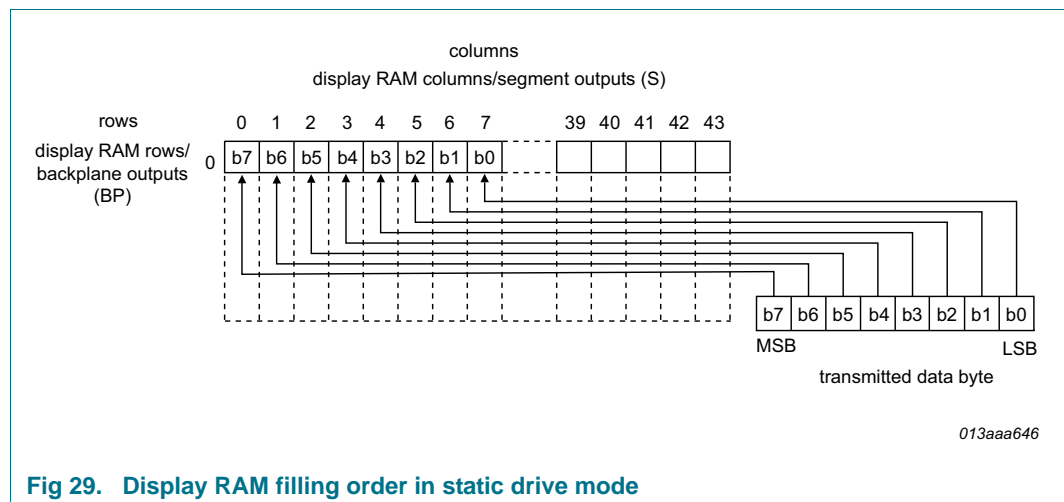 columns
display RAM columns/segment outputs (S)
rows 0 1 2 3 4 5 6 7 39 40 41 42 43
display RAM rows/
backplane outputs
(BP)
0 b7 b6 b5 b4 b3 b2 b1 b0
b7 b6 b5 b4 b3 b2 b1 b0
MSB LSB
transmitted data byte
013aaa646
Fig 29. Display RAM filling order in static drive mode